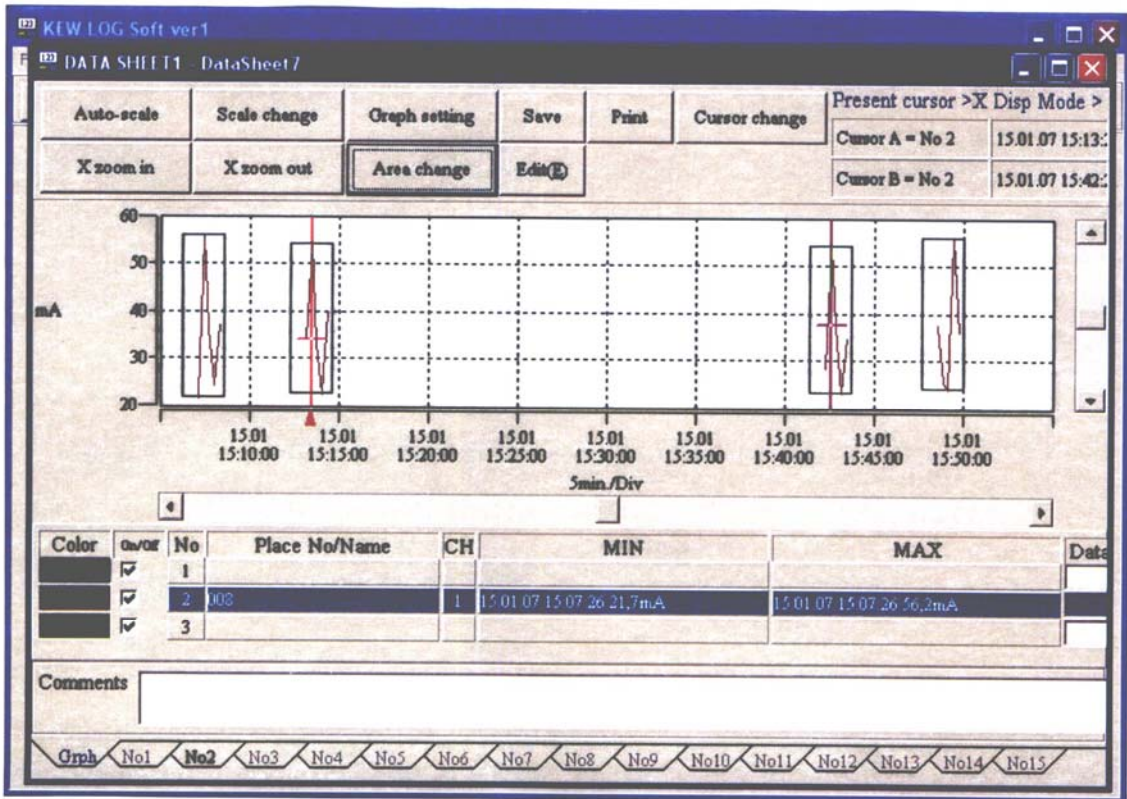 KEW LOG Soft ver1
DATA SHEET1 - DataSheet7
Auto-scale Scale change Graph setting Save Print Cursor change
Present cursor >X Disp Mode >
Cursor A = No 2 15.01.07 15:13:
X zoom in X zoom out Area change Edit(E)
Cursor B = No 2 15.01.07 15:42:
60
50
mA 40
30
20
15.01 15.01 15.01 15.01 15.01 15.01 15.01 15.01 15.01
15:10:00 15:15:00 15:20:00 15:25:00 15:30:00 15:35:00 15:40:00 15:45:00 15:50:00
5min./Div
Color On/Off No Place No/Name CH MIN MAX Data
1
2 008 1 15.01.07 15:07:26 21,7mA 15.01.07 15:07:26 56,2mA
3
Comments
Grph No1 No2 No3 No4 No5 No6 No7 No8 No9 No10 No11 No12 No13 No14 No15